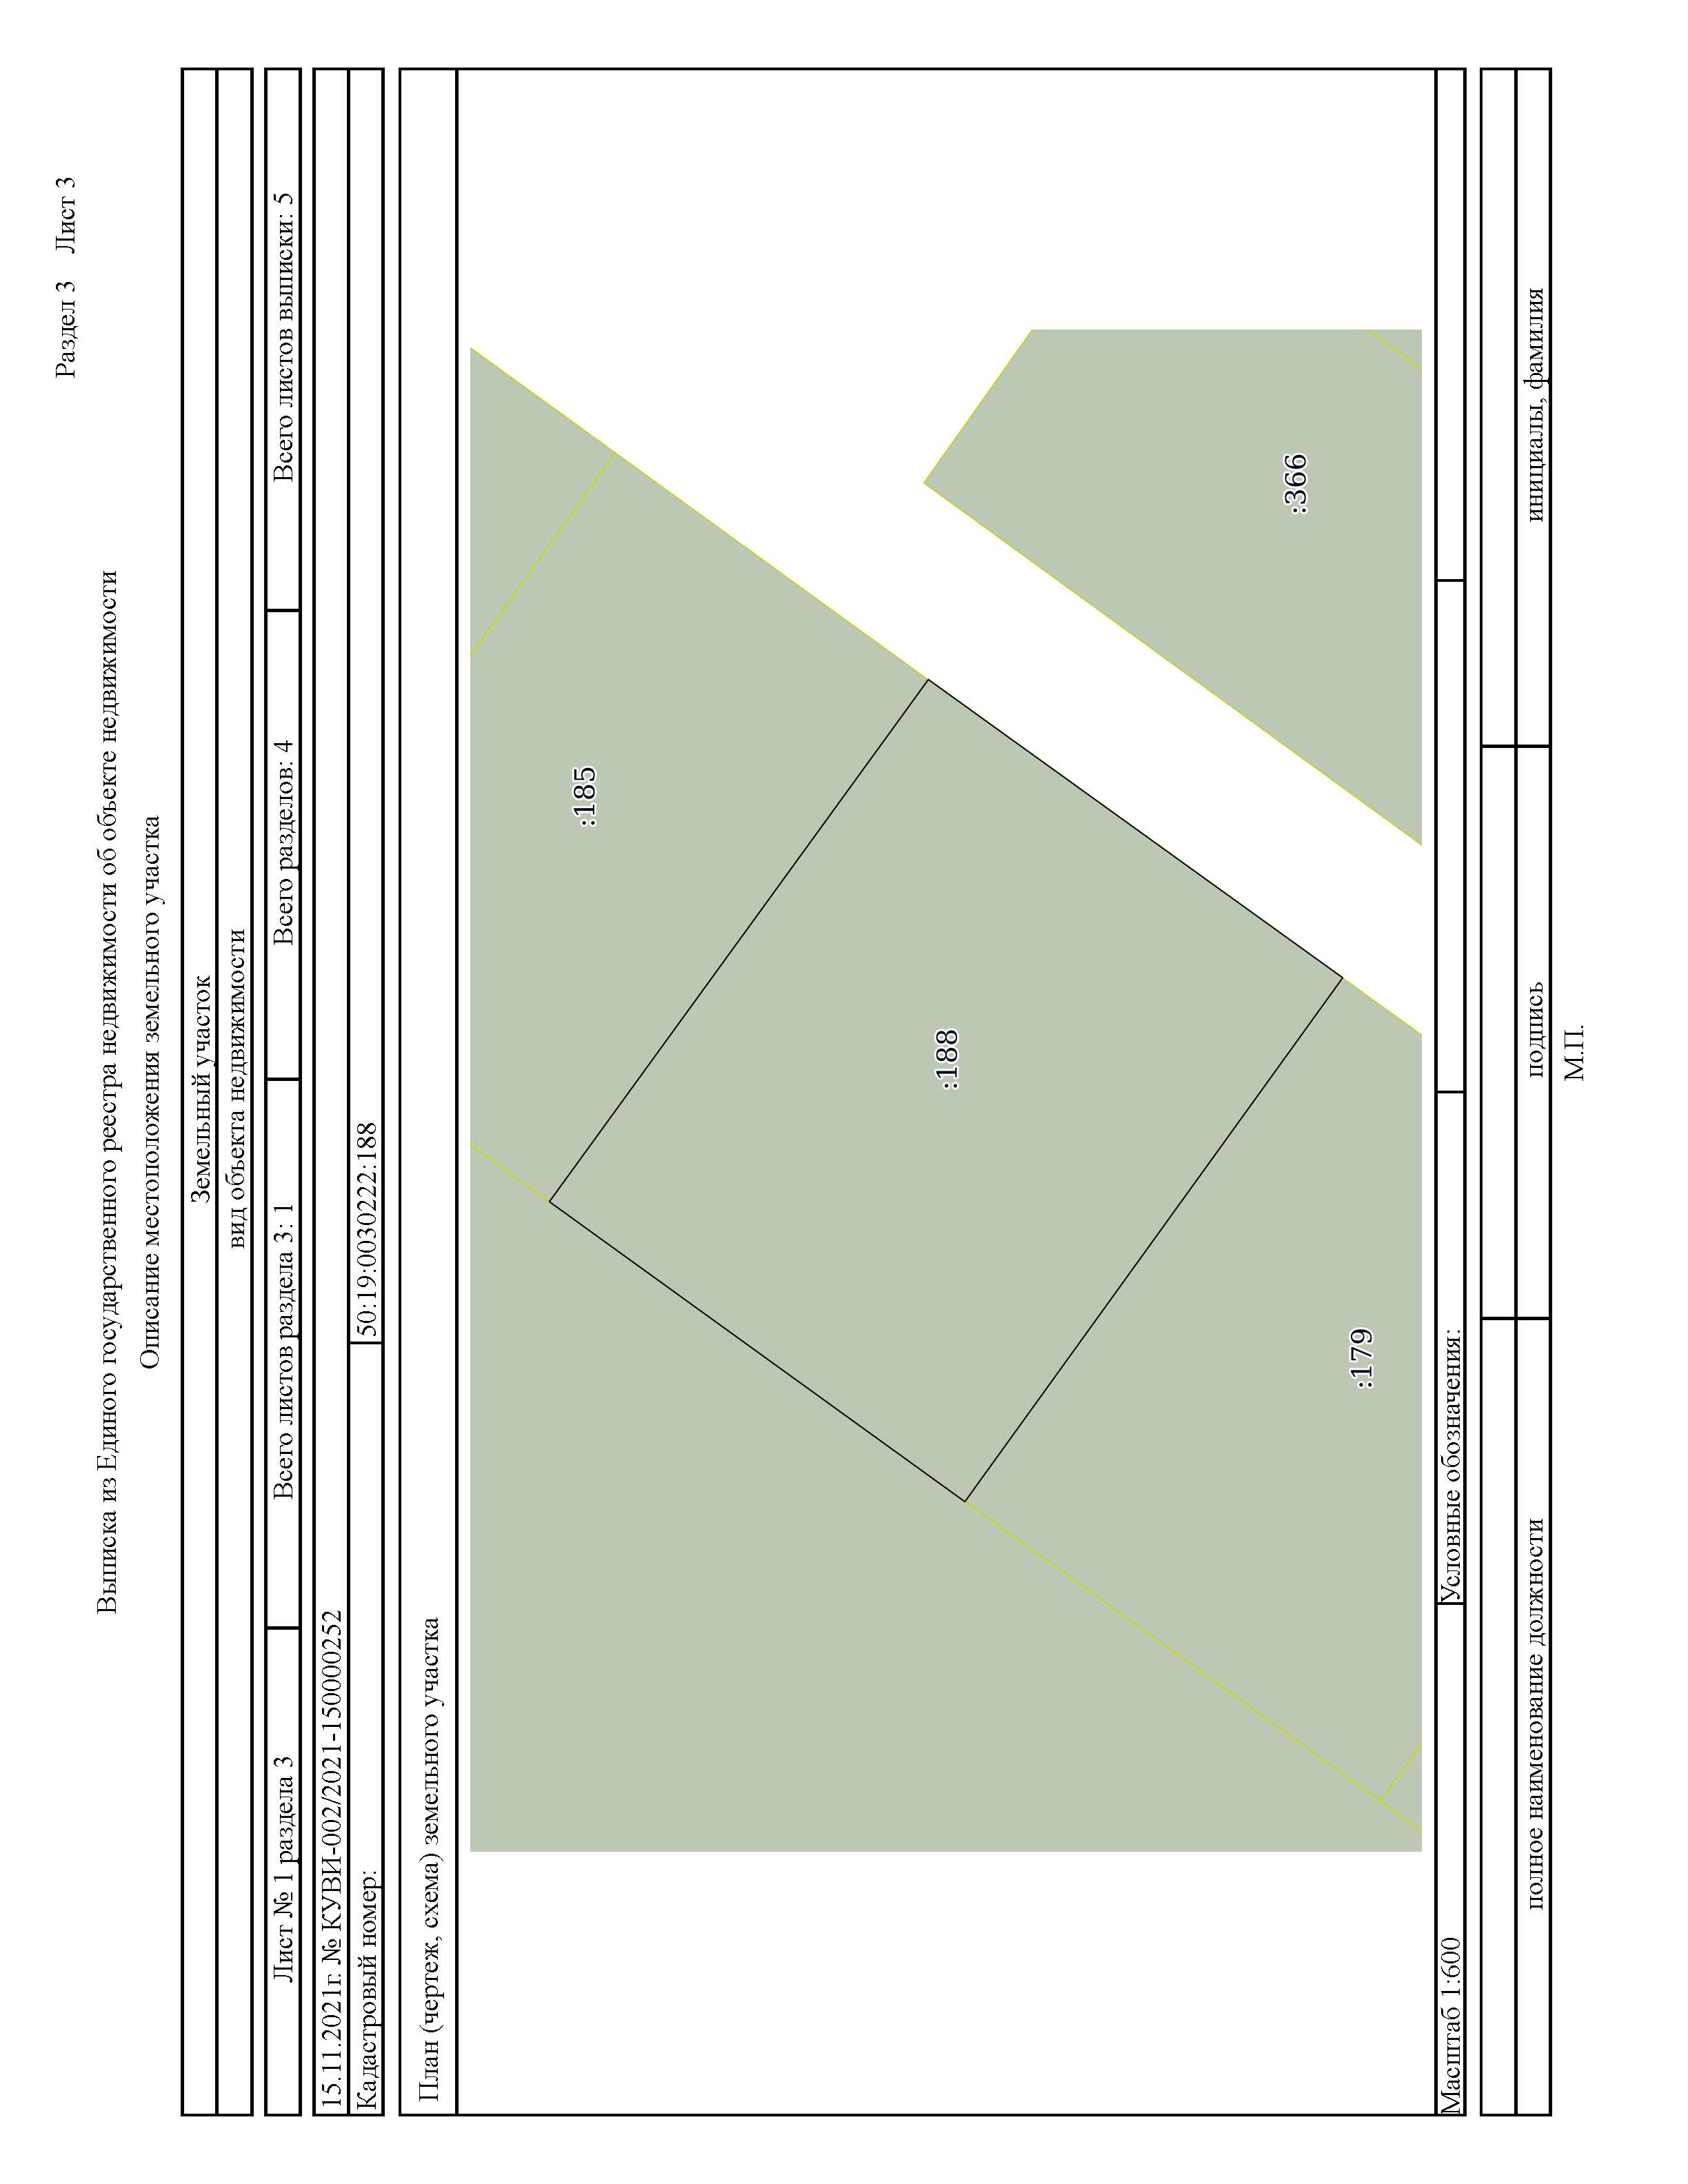 Раздел 3 Лист 3
Выписка из Единого государственного реестра недвижимости об объекте недвижимости
Описание местоположения земельного участка
Земельный участок
вид объекта недвижимости
Лист № 1 раздела 3 Всего листов раздела 3: 1 Всего разделов: 4 Всего листов выписки: 5
15.11.2021г. № КУВИ-002/2021-150000252
Кадастровый номер: 50:19:0030222:188
План (чертеж, схема) земельного участка
:185
:188
:366
:179
Масштаб 1:600 Условные обозначения:
полное наименование должности подпись инициалы, фамилия
М.П.